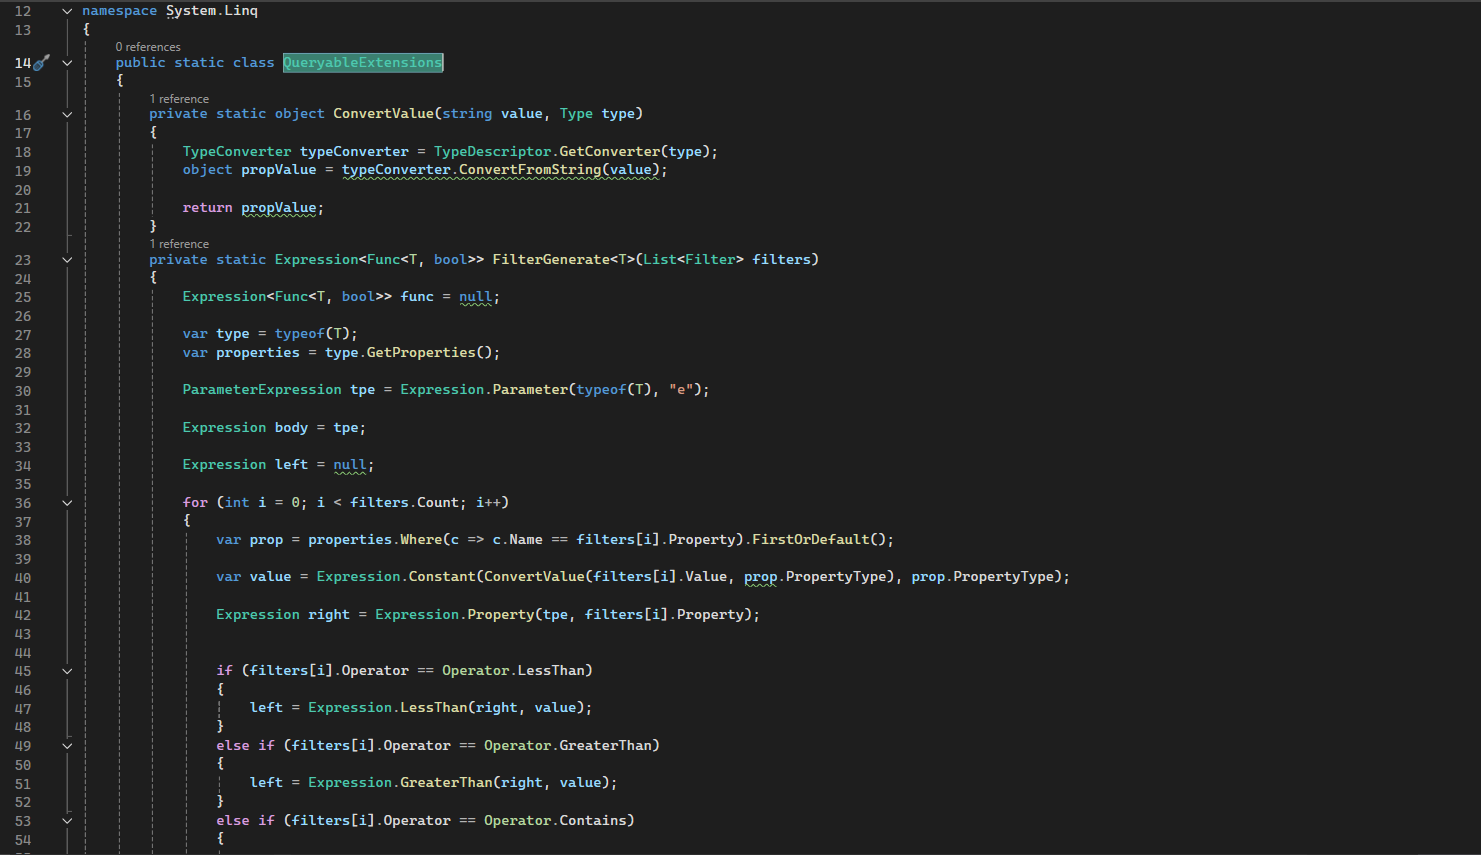 12 namespace System.Linq
13 {
0 references
14 public static class QueryableExtensions
15 {
1 reference
16 private static object ConvertValue(string value, Type type)
17 {
18 TypeConverter typeConverter = TypeDescriptor.GetConverter(type);
19 object propValue = typeConverter.ConvertFromString(value);
20
21 return propValue;
22 }
1 reference
23 private static Expression<Func<T, bool>> FilterGenerate<T>(List<Filter> filters)
24 {
25 Expression<Func<T, bool>> func = null;
26
27 var type = typeof(T);
28 var properties = type.GetProperties();
29
30 ParameterExpression tpe = Expression.Parameter(typeof(T), "e");
31
32 Expression body = tpe;
33
34 Expression left = null;
35
36 for (int i = 0; i < filters.Count; i++)
37 {
38 var prop = properties.Where(c => c.Name == filters[i].Property).FirstOrDefault();
39
40 var value = Expression.Constant(ConvertValue(filters[i].Value, prop.PropertyType), prop.PropertyType);
41
42 Expression right = Expression.Property(tpe, filters[i].Property);
43
44
45 if (filters[i].Operator == Operator.LessThan)
46 {
47 left = Expression.LessThan(right, value);
48 }
49 else if (filters[i].Operator == Operator.GreaterThan)
50 {
51 left = Expression.GreaterThan(right, value);
52 }
53 else if (filters[i].Operator == Operator.Contains)
54 {